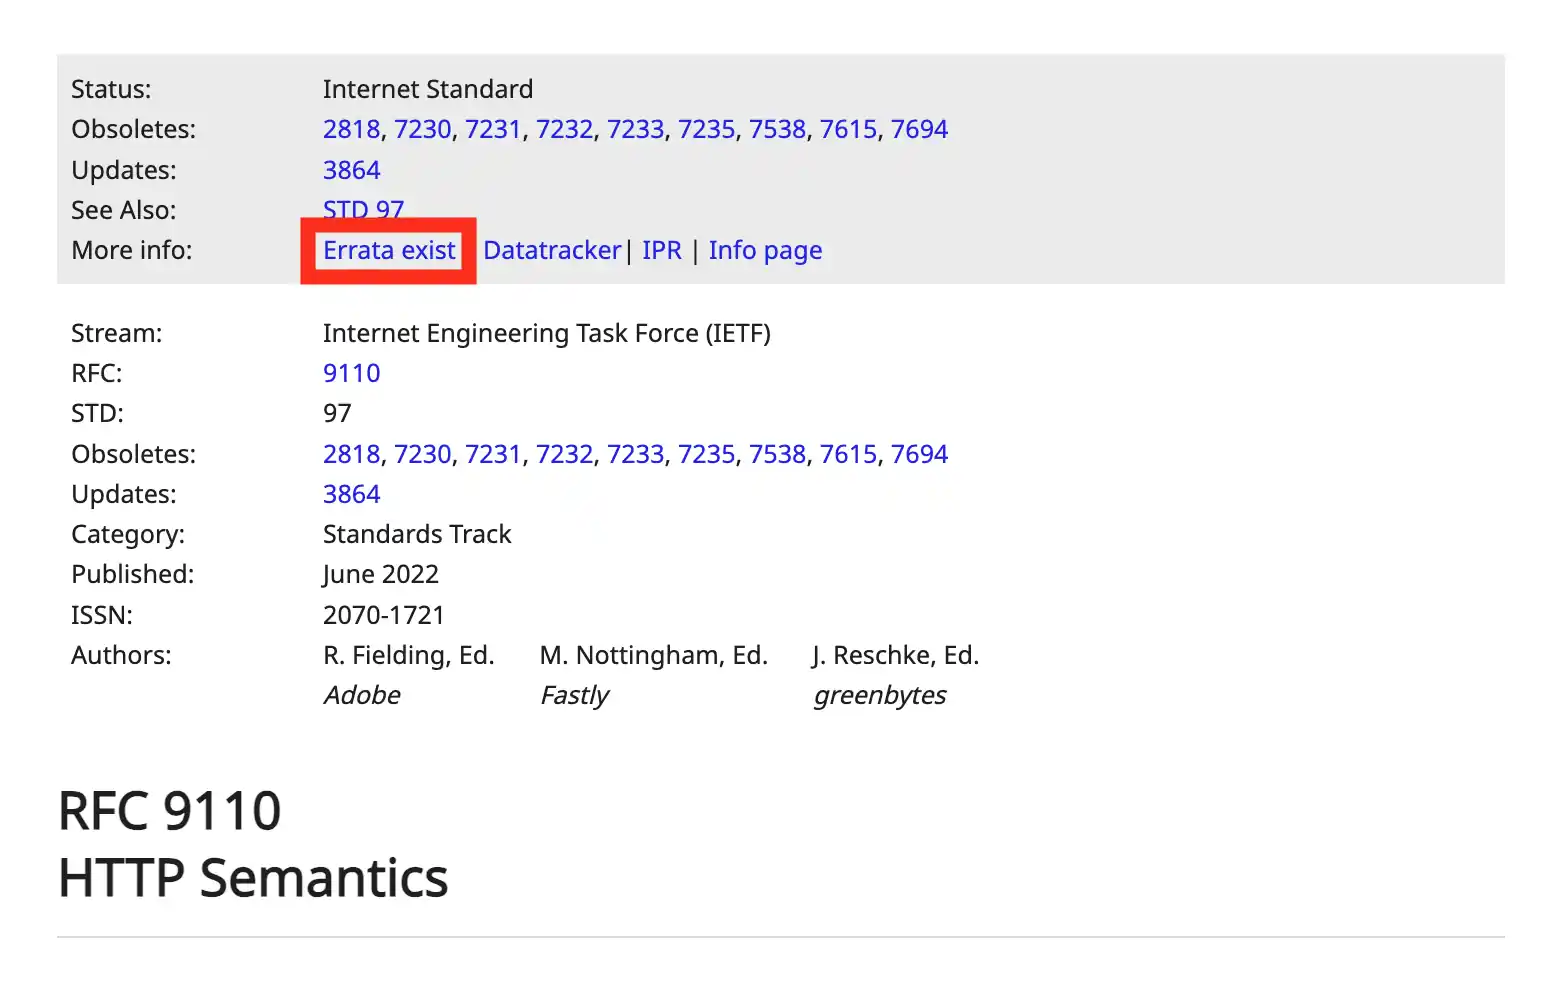 Status: Internet Standard
Obsoletes: 2818, 7230, 7231, 7232, 7233, 7235, 7538, 7615, 7694
Updates: 3864
See Also: STD 97
More info: Errata exist Datatracker| IPR | Info page
Stream: Internet Engineering Task Force (IETF)
RFC: 9110
STD: 97
Obsoletes: 2818, 7230, 7231, 7232, 7233, 7235, 7538, 7615, 7694
Updates: 3864
Category: Standards Track
Published: June 2022
ISSN: 2070-1721
Authors: R. Fielding, Ed. M. Nottingham, Ed. J. Reschke, Ed.
Adobe Fastly greenbytes
RFC 9110
HTTP Semantics